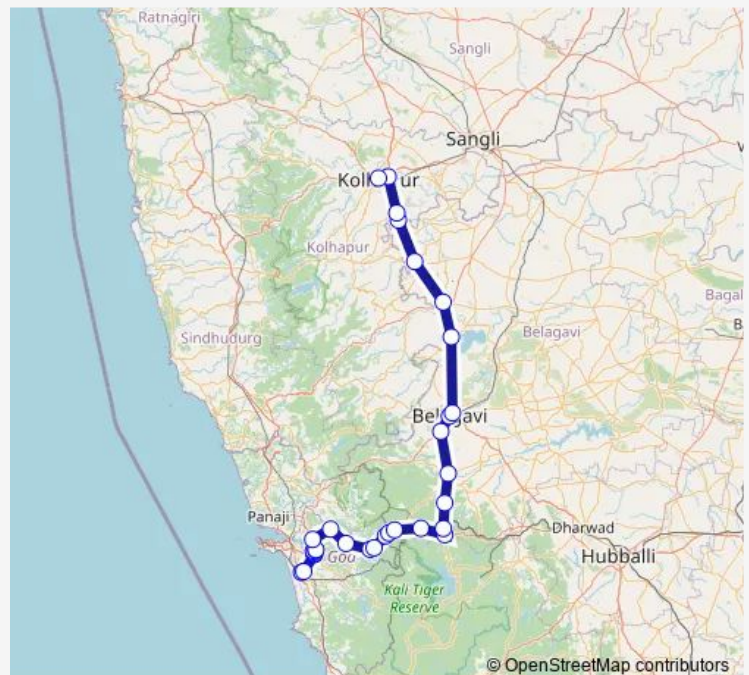 Ratnagiri
Sangli
Sangli
Kolhapur
Kolhapur
Bagal
B
Sindhudurg
Belagavi
Belagavi
Panaji
Dharwad
Goa
Hubballi
Kali Tiger
Reserve
© OpenStreetMap contributors